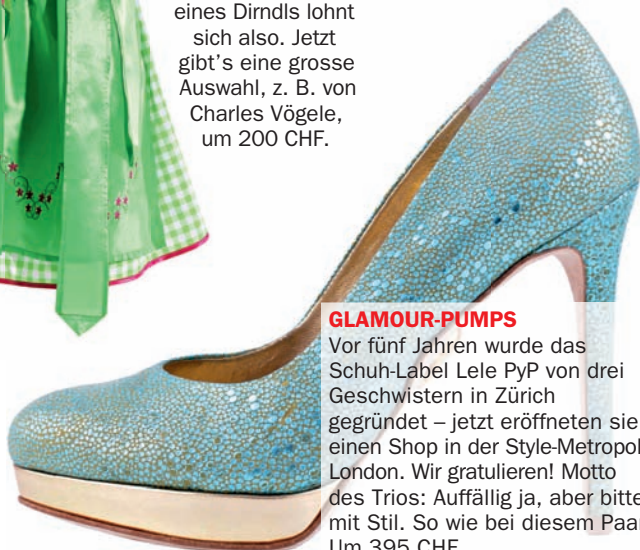 eines Dirndls lohnt
sich also. Jetzt
gibt's eine grosse
Auswahl, z. B. von
Charles Vögele,
um 200 CHF.
GLAMOUR-PUMPS
Vor fünf Jahren wurde das
Schuh-Label Lele PyP von drei
Geschwistern in Zürich
gegründet – jetzt eröffneten sie
einen Shop in der Style-Metropol
London. Wir gratulieren! Motto
des Trios: Auffällig ja, aber bitte
mit Stil. So wie bei diesem Paar
Um 395 CHF